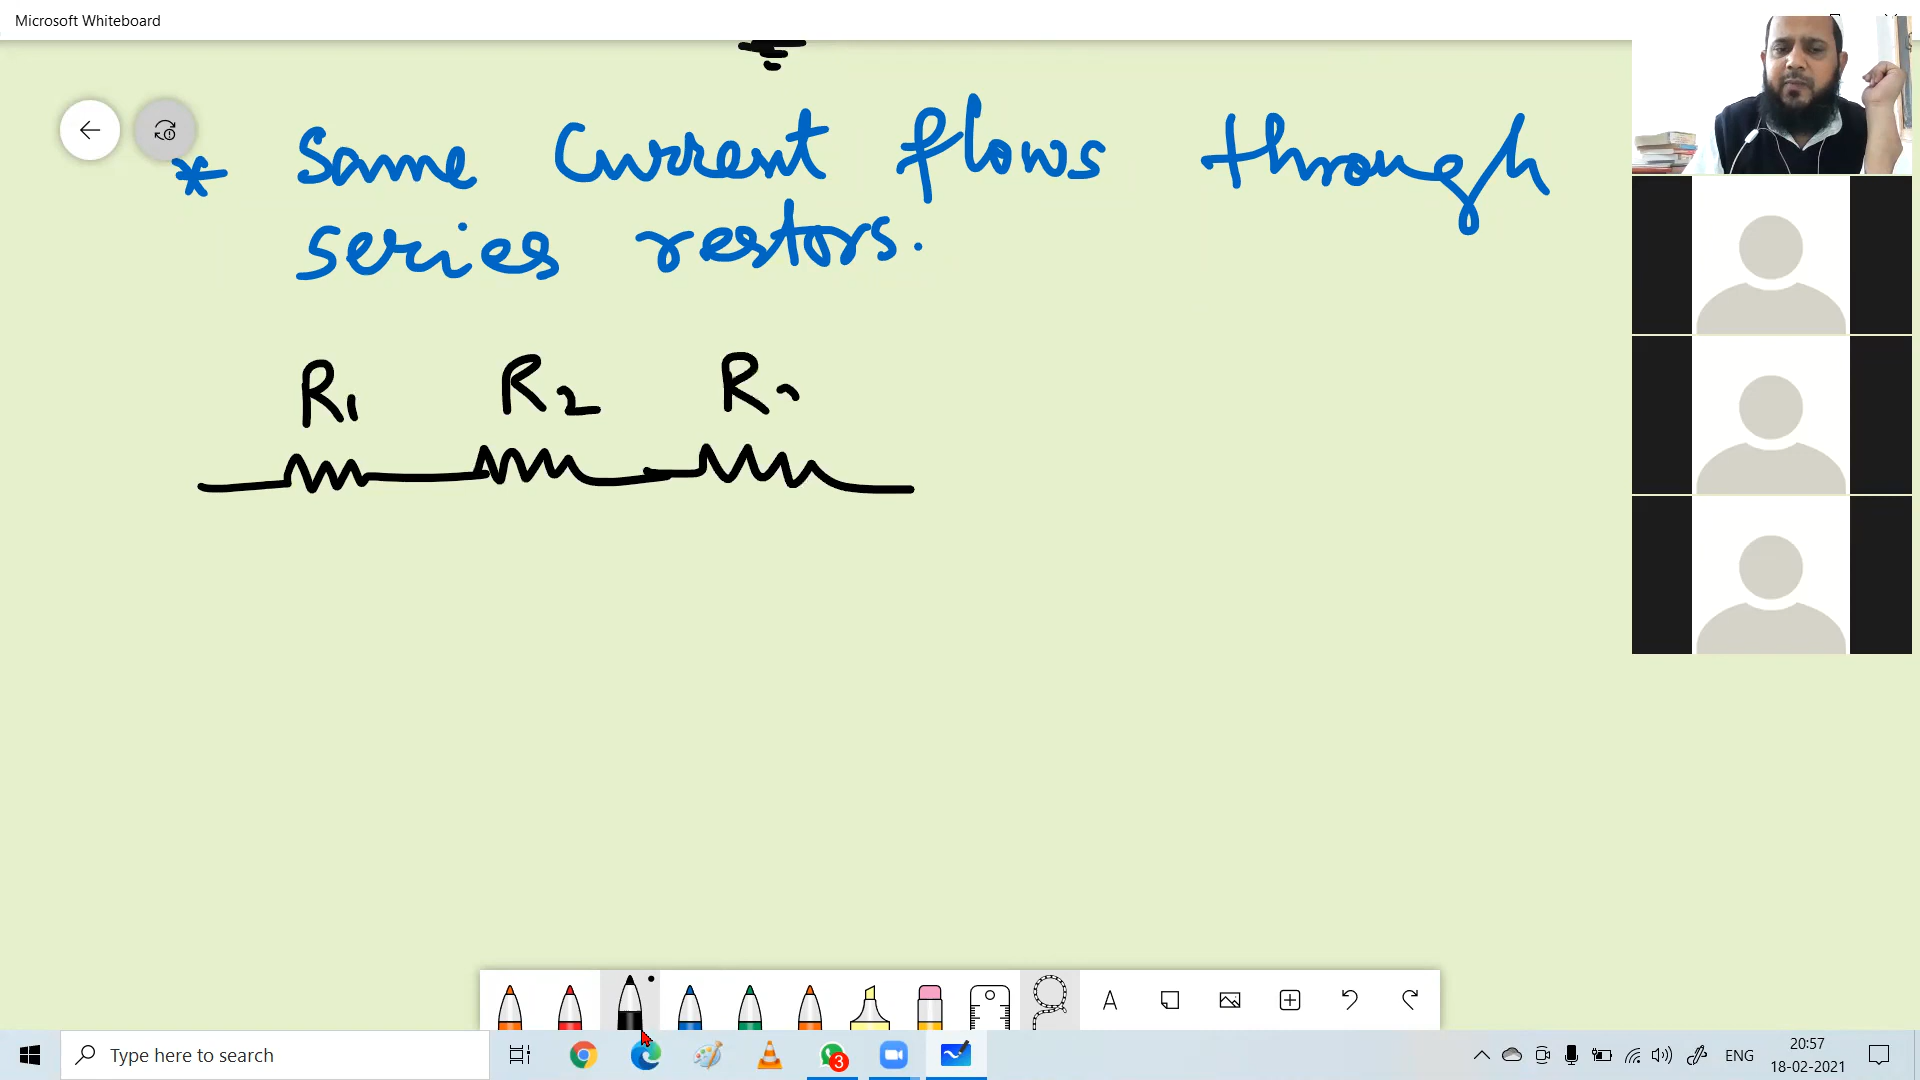 Microsoft Whiteboard
* Same Current flows through
series restors.
R1 R2 R
A
3
Type here to search
ENG
20:57
18-02-2021